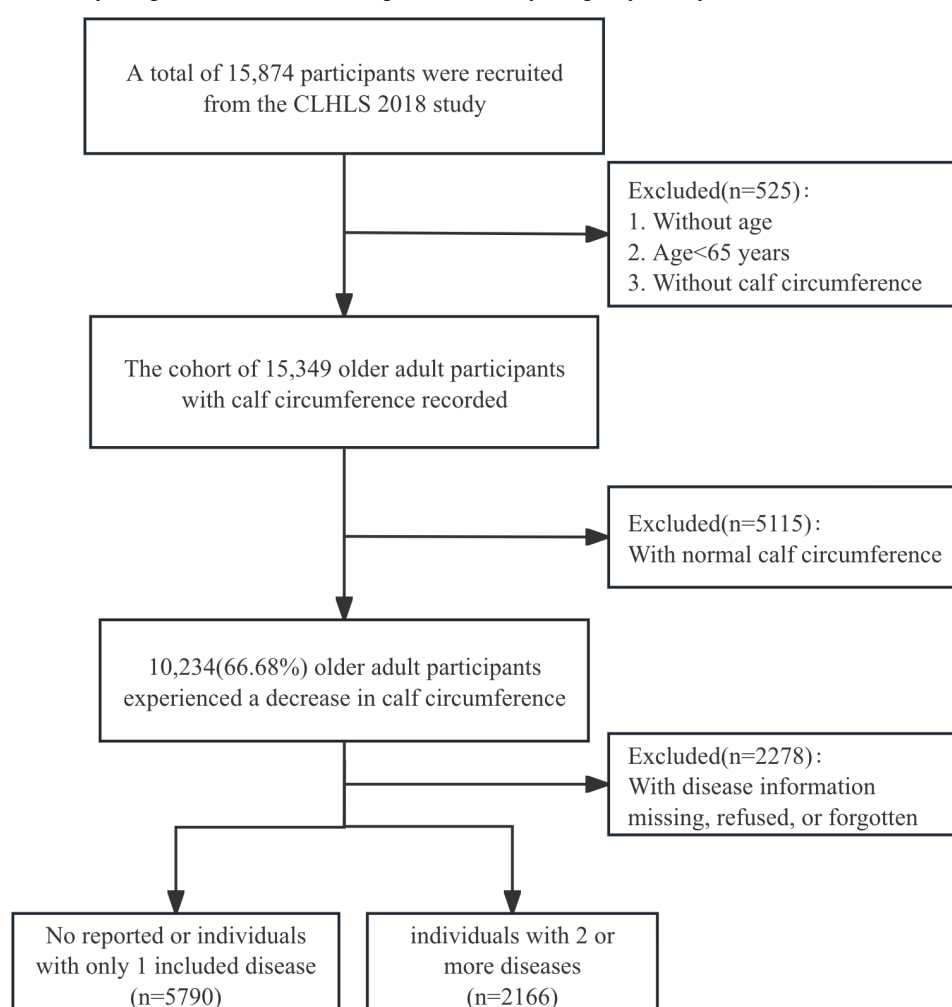 A total of 15,874 participants were recruited
from the CLHLS 2018 study
Excluded(n=525):
1. Without age
2. Age<65 years
3. Without calf circumference
The cohort of 15,349 older adult participants
with calf circumference recorded
Excluded(n=5115):
With normal calf circumference
10,234(66.68%) older adult participants
experienced a decrease in calf circumference
Excluded(n=2278):
With disease information
missing, refused, or forgotten
No reported or individuals
with only 1 included disease
(n=5790)
individuals with 2 or
more diseases
(n=2166)